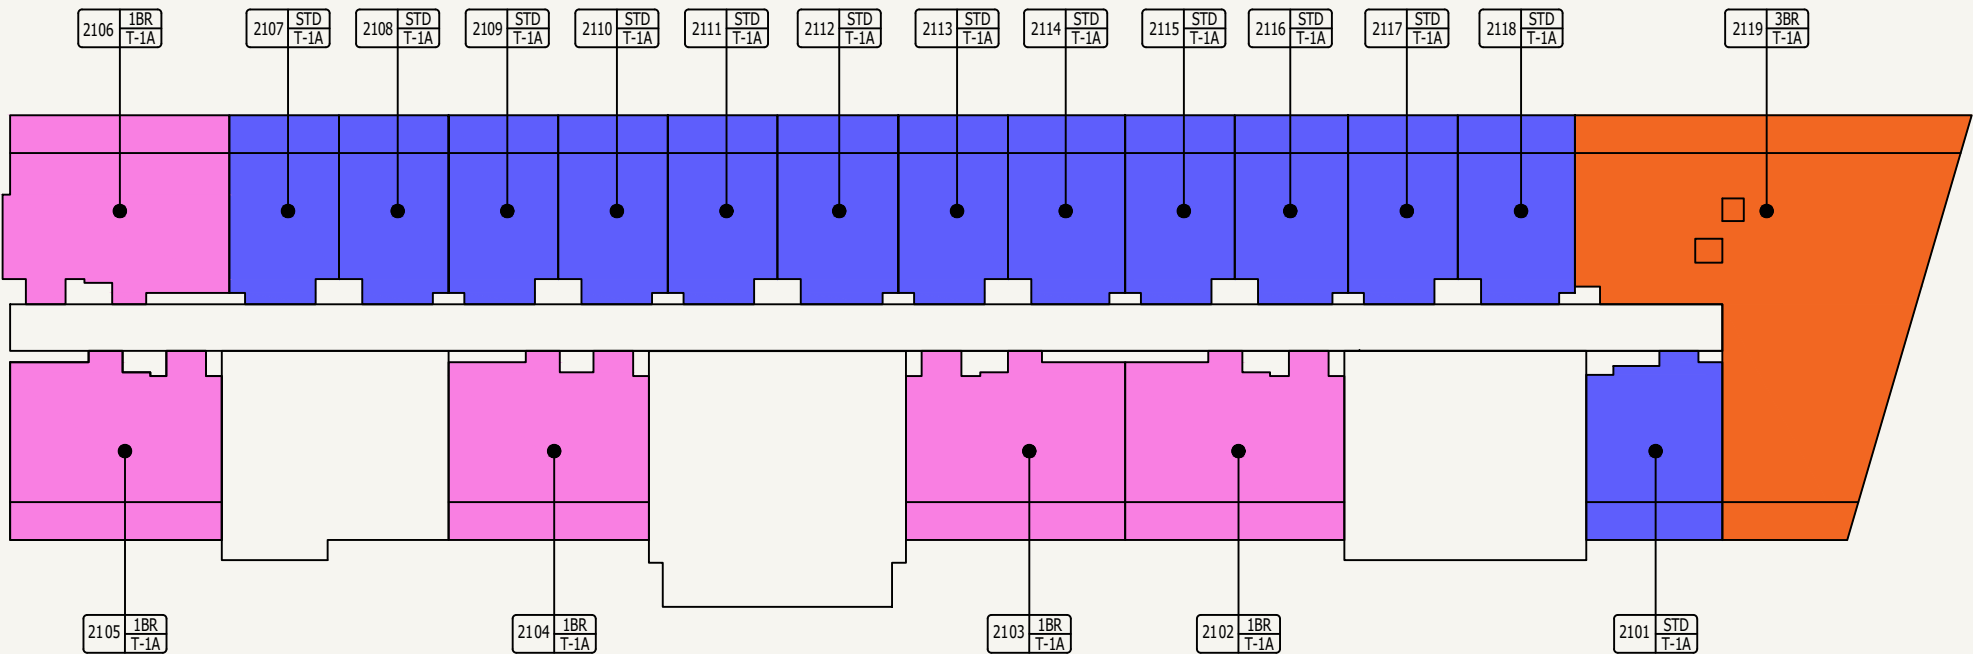 2106 1BR T-1A
2107 STD T-1A
2108 STD T-1A
2109 STD T-1A
2110 STD T-1A
2111 STD T-1A
2112 STD T-1A
2113 STD T-1A
2114 STD T-1A
2115 STD T-1A
2116 STD T-1A
2117 STD T-1A
2118 STD T-1A
2119 3BR T-1A
2105 1BR T-1A
2104 1BR T-1A
2103 1BR T-1A
2102 1BR T-1A
2101 STD T-1A